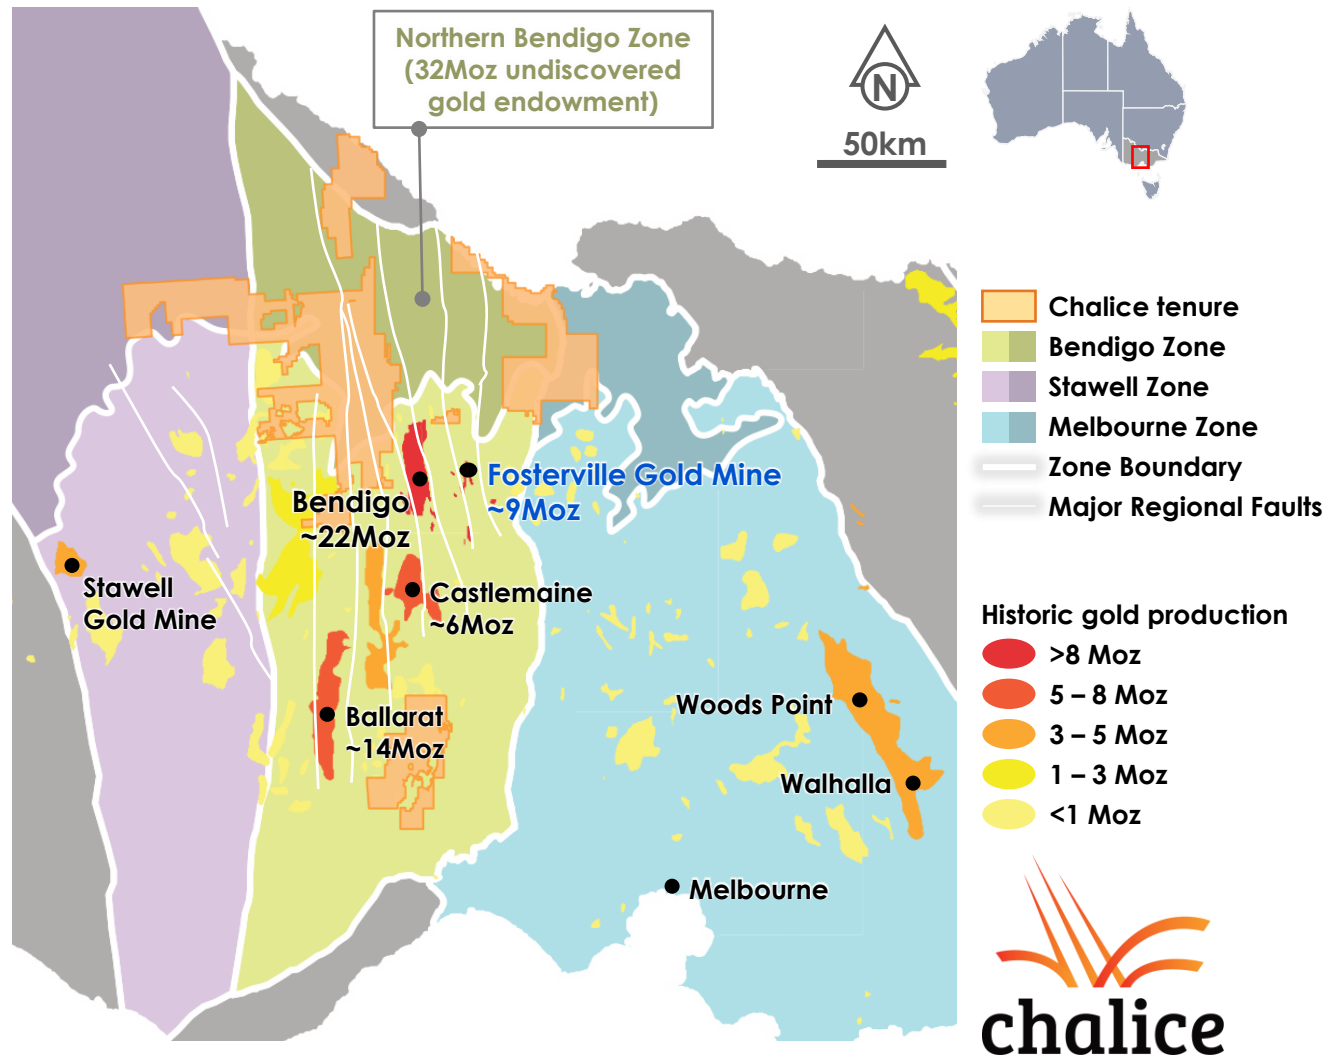 Northern Bendigo Zone
(32Moz undiscovered
gold endowment)
N
50km
Chalice tenure
Bendigo Zone
Stawell Zone
Melbourne Zone
Zone Boundary
Major Regional Faults
Fosterville Gold Mine
~9Moz
Bendigo
~22Moz
Stawell
Gold Mine
Castlemaine
~6Moz
Ballarat
~14Moz
Woods Point
Walhalla
Melbourne
Historic gold production
>8 Moz
5 – 8 Moz
3 – 5 Moz
1 – 3 Moz
<1 Moz
chalice